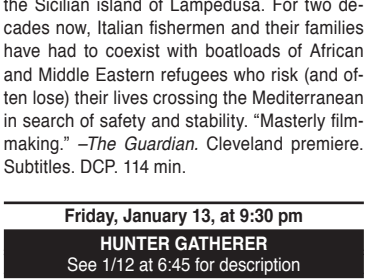 the Sicilian island of Lampedusa. For two de-
cades now, Italian fishermen and their families
have had to coexist with boatloads of African
and Middle Eastern refugees who risk (and of-
ten lose) their lives crossing the Mediterranean
in search of safety and stability. “Masterly film-
making.” –The Guardian. Cleveland premiere.
Subtitles. DCP. 114 min.
Friday, January 13, at 9:30 pm
HUNTER GATHERER
See 1/12 at 6:45 for description